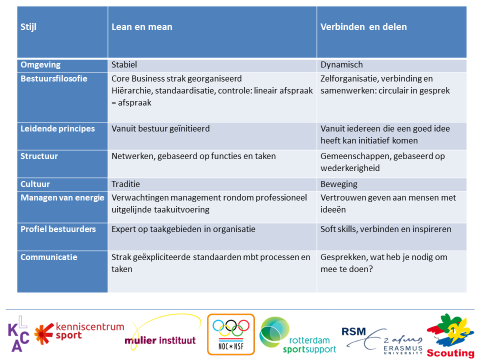 Stijl Lean en mean Verbinden en delen
Omgeving Stabiel Dynamisch
Bestuursfilosofie Core Business strak georganiseerd Zelforganisatie, verbinding en
Hiërarchie, standaardisatie, controle: lineair afspraak samenwerken: circulair in gesprek
= afspraak
Leidende principes Vanuit bestuur geïnitieerd Vanuit iedereen die een goed idee
heeft kan initiatief komen
Structuur Netwerken, gebaseerd op functies en taken Gemeenschappen, gebaseerd op
wederkerigheid
Cultuur Traditie Beweging
Managen van energie Verwachtingen management rondom professioneel Vertrouwen geven aan mensen met
uitgelijnde taakuitvoering ideeën
Profiel bestuurders Expert op taakgebieden in organisatie Soft skills, verbinden en inspireren
Communicatie Strak geëxpliciteerde standaarden mbt processen en Gesprekken, wat heb je nodig om
taken mee te doen?
kenniscentrum
sport
mulier instituut
NOC*NSF
rotterdam
sportsupport
RSM
ERASMUS
UNIVERSITY
Scouting